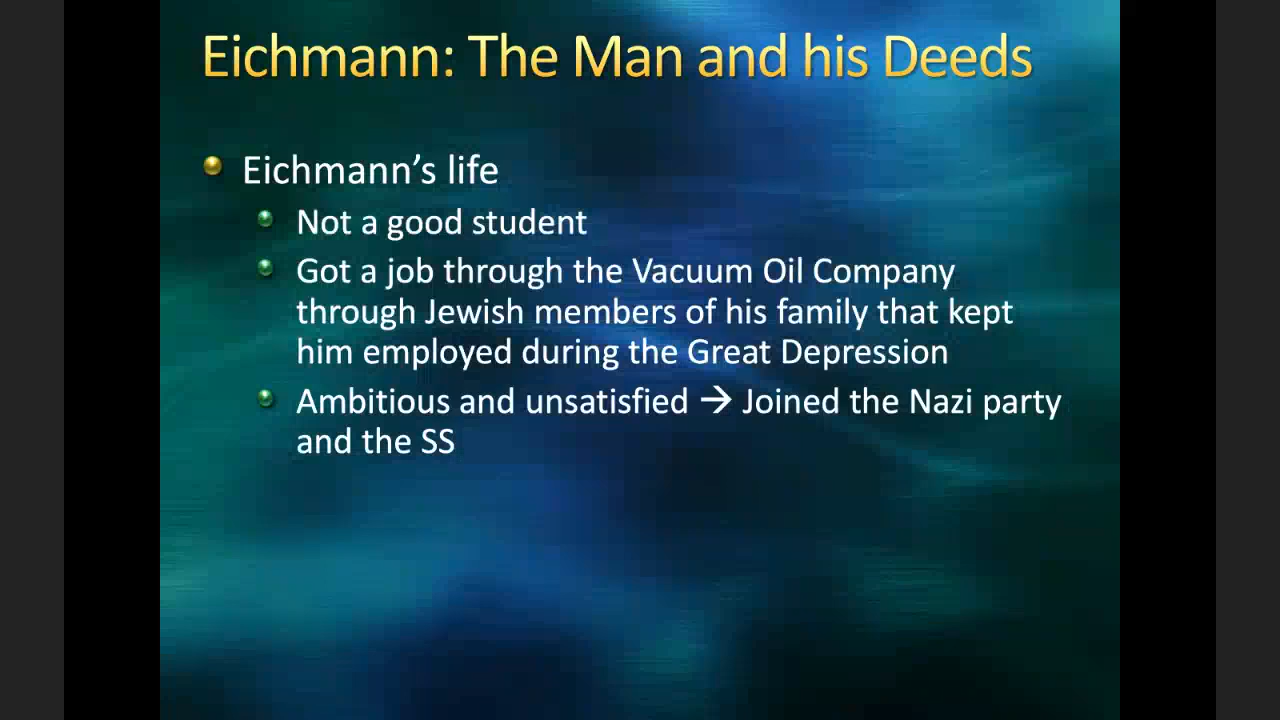 Eichmann: The Man and his Deeds
Eichmann’s life
Not a good student
Got a job through the Vacuum Oil Company
through Jewish members of his family that kept
him employed during the Great Depression
Ambitious and unsatisfied → Joined the Nazi party
and the SS